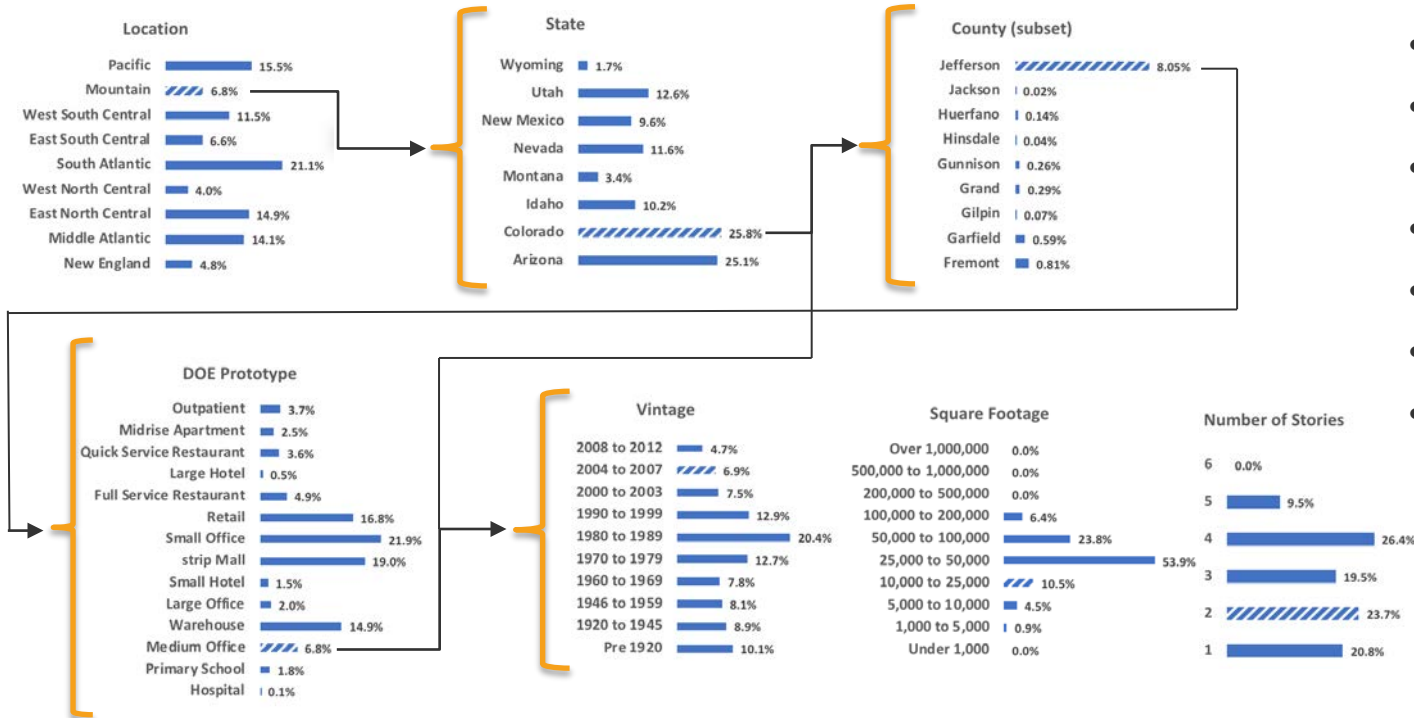 Location
Pacific 15.5%
Mountain 6.8%
West South Central 11.5%
East South Central 6.6%
South Atlantic 21.1%
West North Central 4.0%
East North Central 14.9%
Middle Atlantic 14.1%
New England 4.8%
State
Wyoming 1.7%
Utah 12.6%
New Mexico 9.6%
Nevada 11.6%
Montana 3.4%
Idaho 10.2%
Colorado 25.8%
Arizona 25.1%
County (subset)
Jefferson 8.05%
Jackson 0.02%
Huerfano 0.14%
Hinsdale 0.04%
Gunnison 0.26%
Grand 0.29%
Gilpin 0.07%
Garfield 0.59%
Fremont 0.81%
DOE Prototype
Outpatient 3.7%
Midrise Apartment 2.5%
Quick Service Restaurant 3.6%
Large Hotel 0.5%
Full Service Restaurant 4.9%
Retail 16.8%
Small Office 21.9%
strip Mall 19.0%
Small Hotel 1.5%
Large Office 2.0%
Warehouse 14.9%
Medium Office 6.8%
Primary School 1.8%
Hospital 0.1%
Vintage
2008 to 2012 4.7%
2004 to 2007 6.9%
2000 to 2003 7.5%
1990 to 1999 12.9%
1980 to 1989 20.4%
1970 to 1979 12.7%
1960 to 1969 7.8%
1946 to 1959 8.1%
1920 to 1945 8.9%
Pre 1920 10.1%
Square Footage
Over 1,000,000 0.0%
500,000 to 1,000,000 0.0%
200,000 to 500,000 0.0%
100,000 to 200,000 6.4%
50,000 to 100,000 23.8%
25,000 to 50,000 53.9%
10,000 to 25,000 10.5%
5,000 to 10,000 4.5%
1,000 to 5,000 0.9%
Under 1,000 0.0%
Number of Stories
6 0.0%
5 9.5%
4 26.4%
3 19.5%
2 23.7%
1 20.8%